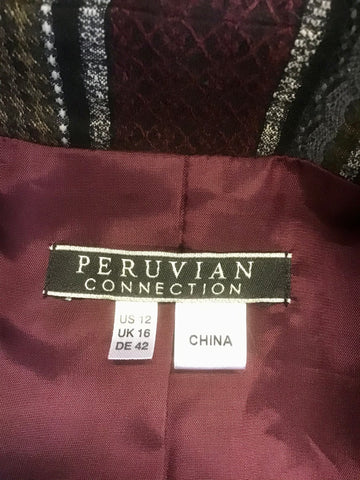 PERUVIAN
CONNECTION
US 12
UK 16
DE 42
CHINA